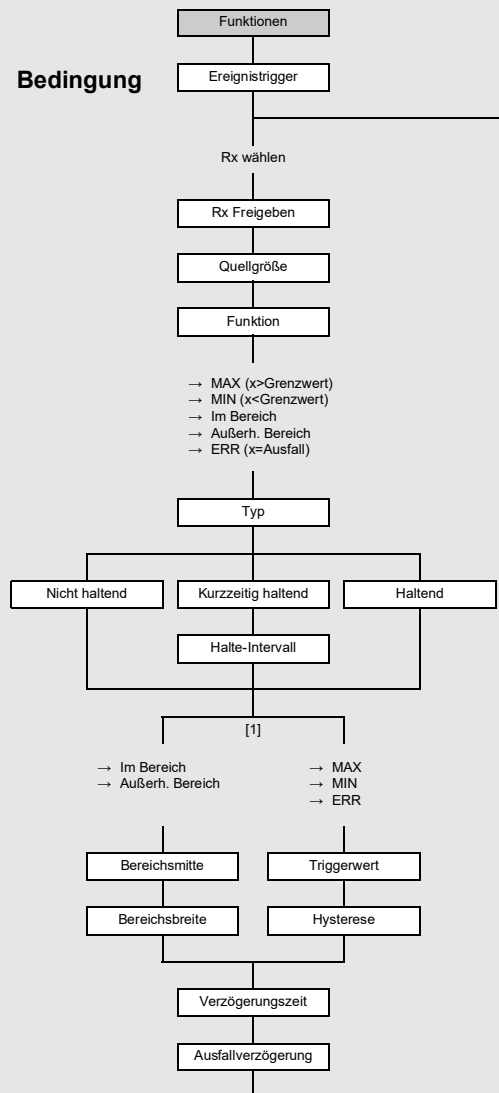 Funktionen
Bedingung
Ereignistrigger
Rx wählen
Rx Freigeben
Quellgröße
Funktion
→ MAX (x>Grenzwert)
→ MIN (x<Grenzwert)
→ Im Bereich
→ Außerh. Bereich
→ ERR (x=Ausfall)
Typ
Nicht haltend
Kurzzeitig haltend
Haltend
Halte-Intervall
[1]
→ Im Bereich
→ Außerh. Bereich
→ MAX
→ MIN
→ ERR
Bereichsmitte
Triggerwert
Bereichsbreite
Hysterese
Verzögerungszeit
Ausfallverzögerung